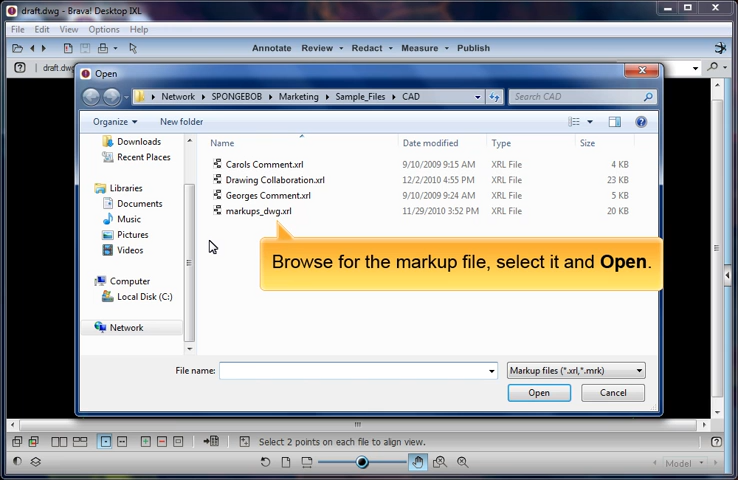 draft.dwg - Brava! Desktop IXL
File Edit View Options Help
Annotate Review Redact Measure Publish
draft.dwg
Open
Network SPONGEBOB Marketing Sample_Files CAD
Search CAD
Organize New folder
Name Date modified Type Size
Downloads
Recent Places
Libraries
Documents
Music
Pictures
Videos
Computer
Local Disk (C:)
Network
Carols Comment.xrl 9/10/2009 9:15 AM XRL File 4 KB
Drawing Collaboration.xrl 12/2/2010 4:55 PM XRL File 23 KB
Georges Comment.xrl 9/10/2009 9:24 AM XRL File 5 KB
markups_dwg.xrl 11/29/2010 3:52 PM XRL File 20 KB
Browse for the markup file, select it and Open.
File name: Markup files (*.xrl,*.mrk)
Open Cancel
Select 2 points on each file to align view.
Model